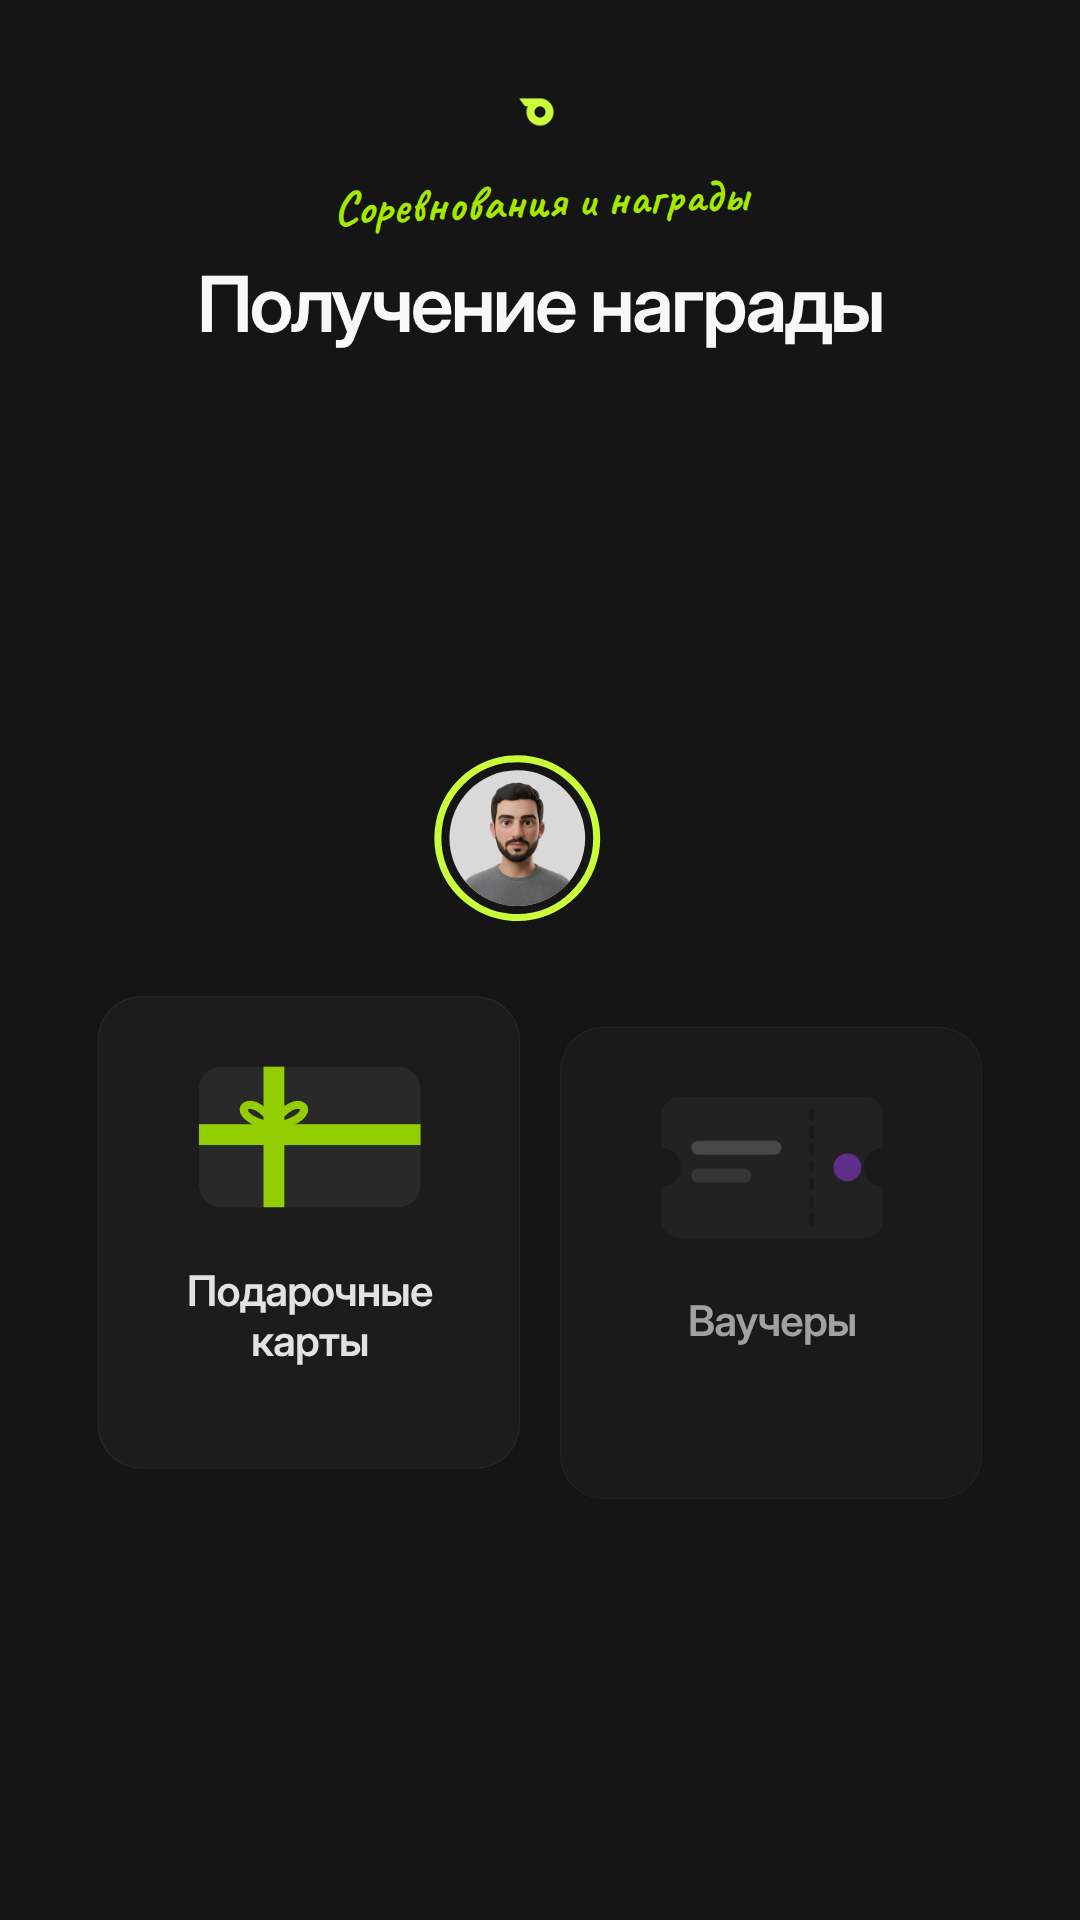 Соревнования и награды
Получение награды
Подарочные
карты
Ваучеры